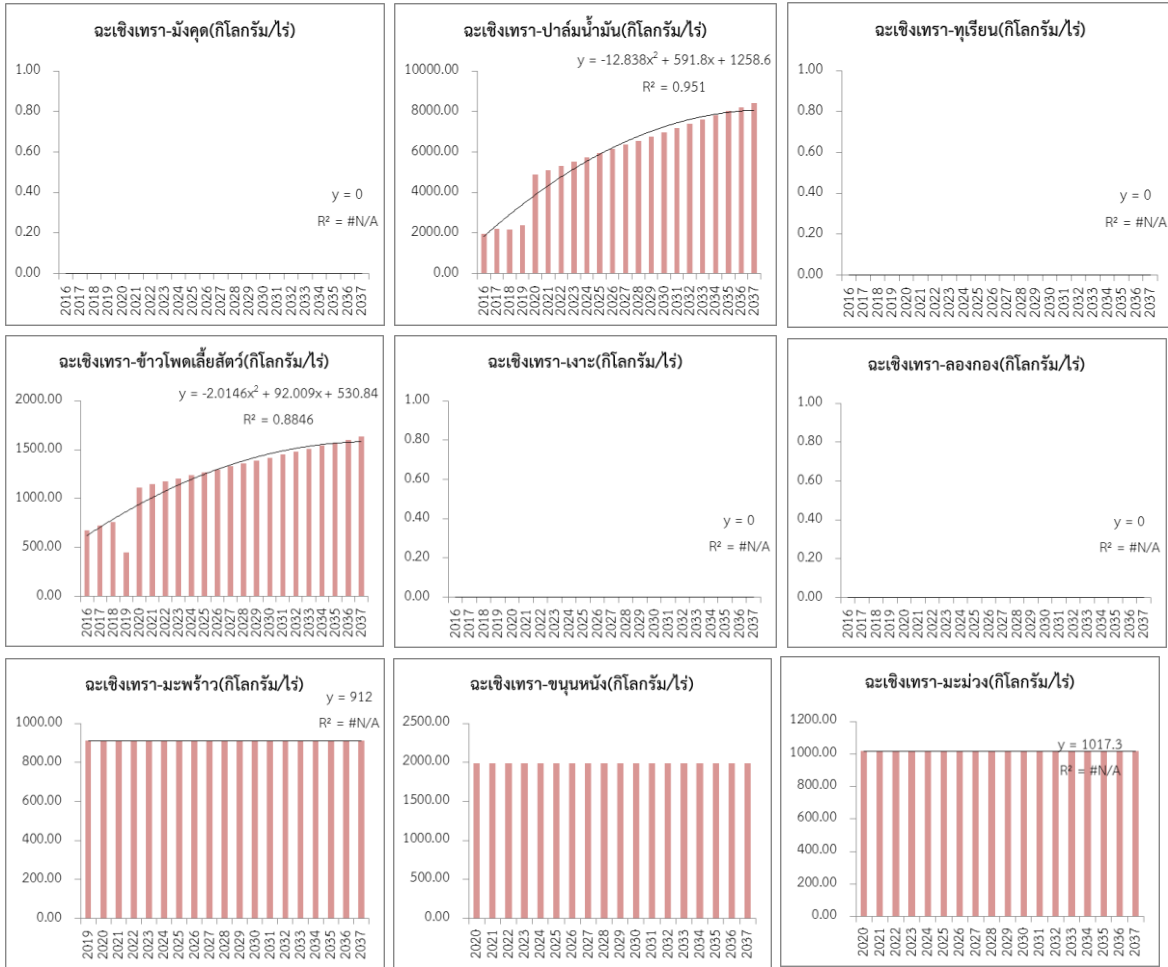 ฉะเชิงเทรา-มังคุด(กิโลกรัม/ไร่)
1.00
0.80
0.60
0.40
0.20
0.00
y = 0
R² = #N/A
2016 2017 2018 2019 2020 2021 2022 2023 2024 2025 2026 2027 2028 2029 2030 2031 2032 2033 2034 2035 2036 2037
ฉะเชิงเทรา-ปาล์มน้ำมัน(กิโลกรัม/ไร่)
y = -12.838x² + 591.8x + 1258.6
R² = 0.951
10000.00
8000.00
6000.00
4000.00
2000.00
0.00
2016 2017 2018 2019 2020 2021 2022 2023 2024 2025 2026 2027 2028 2029 2030 2031 2032 2033 2034 2035 2036 2037
ฉะเชิงเทรา-ทุเรียน(กิโลกรัม/ไร่)
1.00
0.80
0.60
0.40
0.20
0.00
y = 0
R² = #N/A
2016 2017 2018 2019 2020 2021 2022 2023 2024 2025 2026 2027 2028 2029 2030 2031 2032 2033 2034 2035 2036 2037
ฉะเชิงเทรา-ข้าวโพดเลี้ยสัตว์(กิโลกรัม/ไร่)
y = -2.0146x² + 92.009x + 530.84
R² = 0.8846
2000.00
1500.00
1000.00
500.00
0.00
2016 2017 2018 2019 2020 2021 2022 2023 2024 2025 2026 2027 2028 2029 2030 2031 2032 2033 2034 2035 2036 2037
ฉะเชิงเทรา-เงาะ(กิโลกรัม/ไร่)
1.00
0.80
0.60
0.40
0.20
0.00
y = 0
R² = #N/A
2016 2017 2018 2019 2020 2021 2022 2023 2024 2025 2026 2027 2028 2029 2030 2031 2032 2033 2034 2035 2036 2037
ฉะเชิงเทรา-ลองกอง(กิโลกรัม/ไร่)
1.00
0.80
0.60
0.40
0.20
0.00
y = 0
R² = #N/A
2016 2017 2018 2019 2020 2021 2022 2023 2024 2025 2026 2027 2028 2029 2030 2031 2032 2033 2034 2035 2036 2037
ฉะเชิงเทรา-มะพร้าว(กิโลกรัม/ไร่)
y = 912
R² = #N/A
1000.00
800.00
600.00
400.00
200.00
0.00
2019 2020 2021 2022 2023 2024 2025 2026 2027 2028 2029 2030 2031 2032 2033 2034 2035 2036 2037
ฉะเชิงเทรา-ขนุนหนัง(กิโลกรัม/ไร่)
2500.00
2000.00
1500.00
1000.00
500.00
0.00
2020 2021 2022 2023 2024 2025 2026 2027 2028 2029 2030 2031 2032 2033 2034 2035 2036 2037
ฉะเชิงเทรา-มะม่วง(กิโลกรัม/ไร่)
1200.00
1000.00
800.00
600.00
400.00
200.00
0.00
y = 1017.3
R² = #N/A
2020 2021 2022 2023 2024 2025 2026 2027 2028 2029 2030 2031 2032 2033 2034 2035 2036 2037